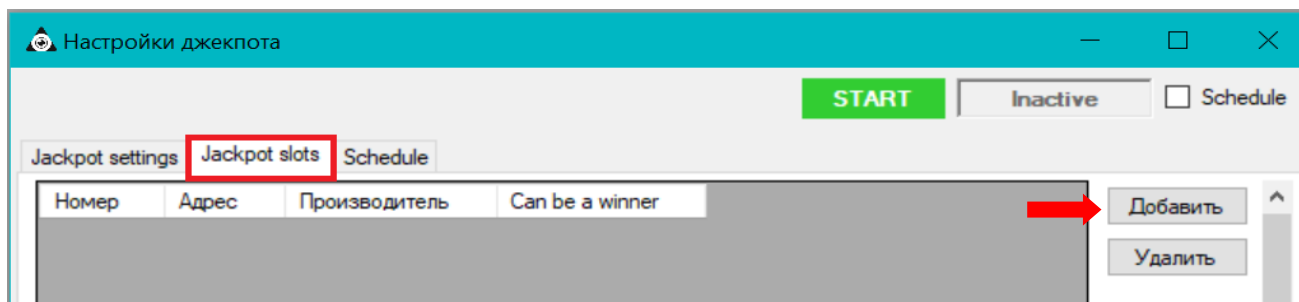 Настройки джекпота
START Inactive Schedule
Jackpot settings Jackpot slots Schedule
Номер Адрес Производитель Can be a winner Добавить
Удалить